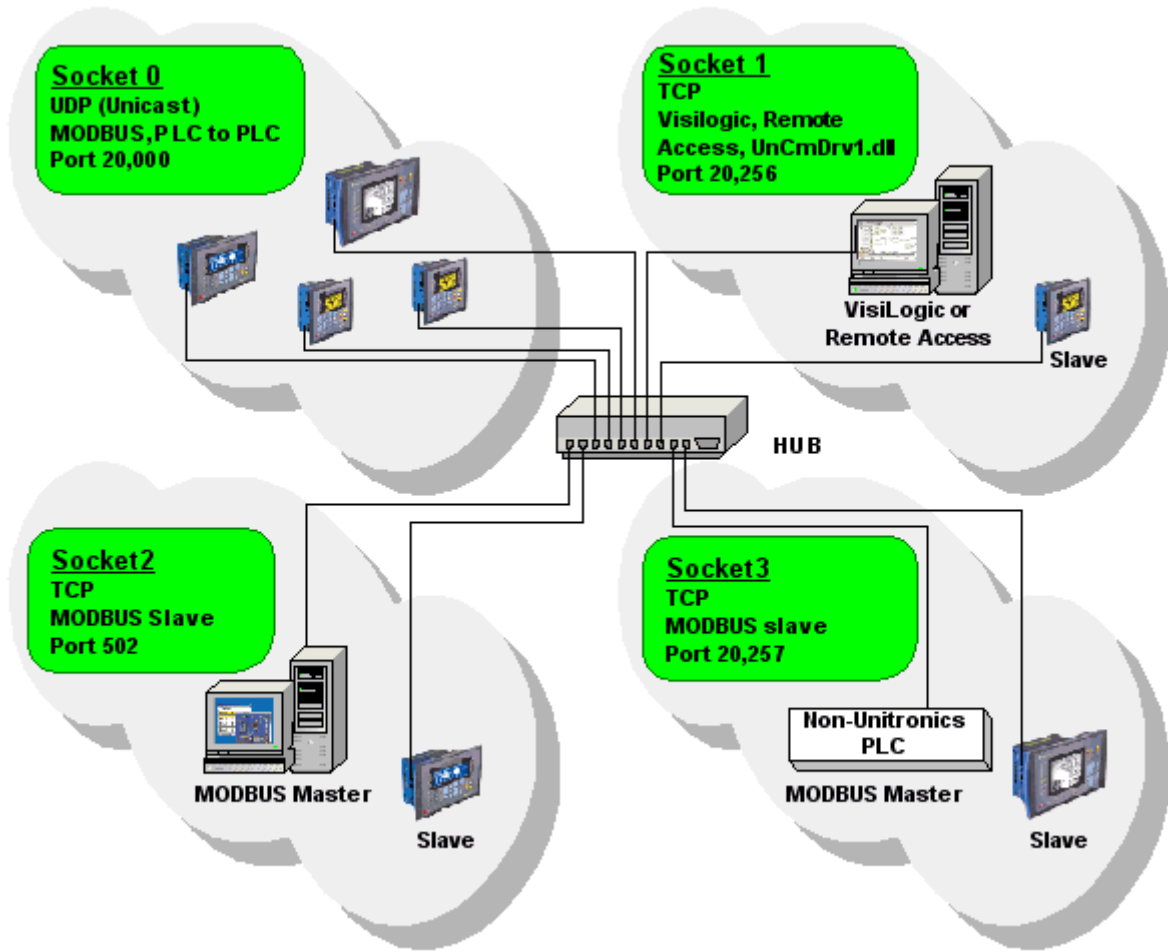 Socket 0
UDP (Unicast)
MODBUS,PLC to PLC
Port 20,000
Socket 1
TCP
Visilogic, Remote
Access, UnCmDrv1.dll
Port 20,256
VisiLogic or
Remote Access
Slave
HUB
Socket2
TCP
MODBUS Slave
Port 502
MODBUS Master
Slave
Socket3
TCP
MODBUS slave
Port 20,257
Non-Unitronics
PLC
MODBUS Master
Slave